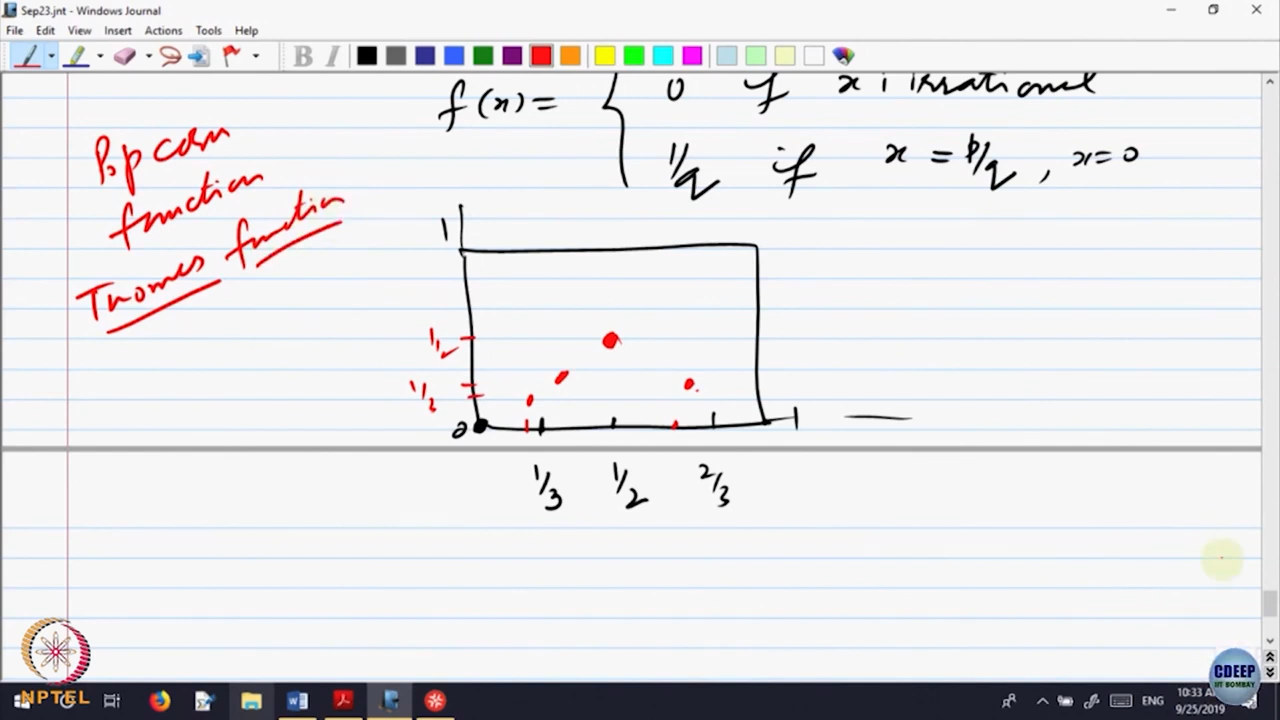 Sep23.jnt - Windows Journal
File Edit View Insert Actions Tools Help
B I
f(x) = 0 if x irrational
1/q if x = p/q, x=0
Popcorn
function
Thomes function
1
1/2
1/3
0
1
1/3 1/2 2/3
NPTEL
CDEEP
IIT BOMBAY
ENG
10:33
9/25/2019